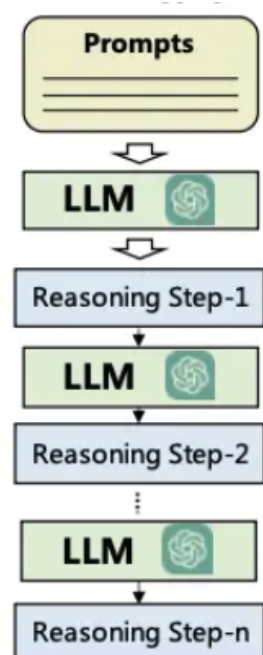 Prompts
LLM
Reasoning Step-1
LLM
Reasoning Step-2
LLM
Reasoning Step-n